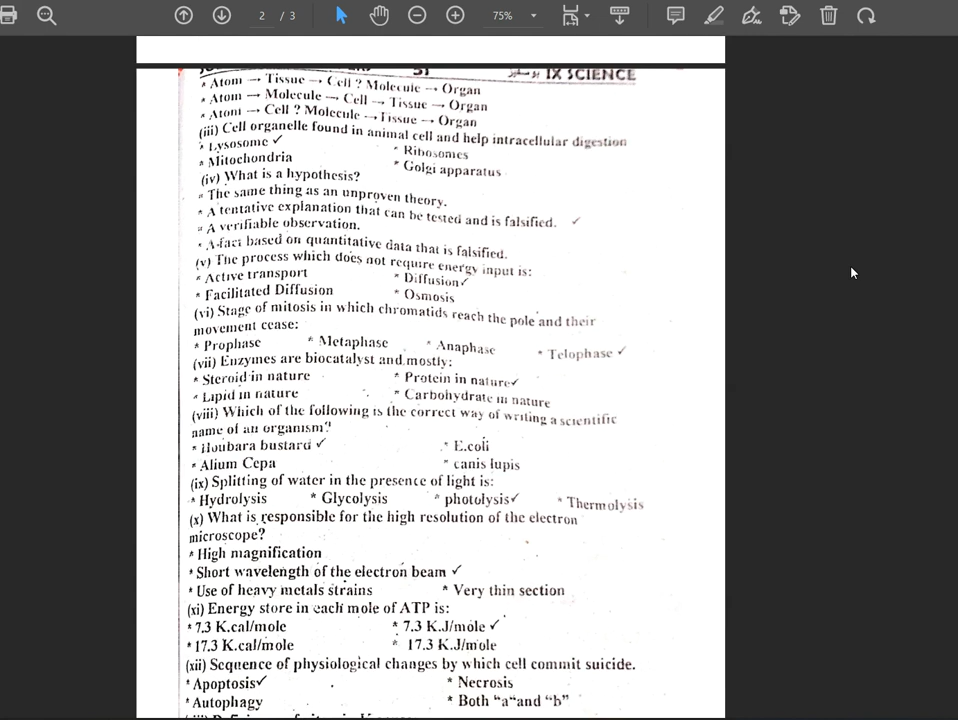 2 / 3
75%
51 IX SCIENCE
* Atom → Tissue → Cell ? Molecule → Organ
* Atom → Molecule → Cell → Tissue → Organ
* Atom → Cell ? Molecule → Tissue → Organ
(iii) Cell organelle found in animal cell and help intracellular digestion
* Lysosome ✓ * Ribosomes
* Mitochondria * Golgi apparatus
(iv) What is a hypothesis?
* The same thing as an unproven theory.
* A tentative explanation that can be tested and is falsified. ✓
* A verifiable observation.
* A fact based on quantitative data that is falsified.
(v) The process which does not require energy input is:
* Active transport * Diffusion ✓
* Facilitated Diffusion * Osmosis
(vi) Stage of mitosis in which chromatids reach the pole and their
movement cease:
* Prophase * Metaphase * Anaphase * Telophase ✓
(vii) Enzymes are biocatalyst and mostly:
* Steroid in nature * Protein in nature ✓
* Lipid in nature * Carbohydrate in nature
(viii) Which of the following is the correct way of writing a scientific
name of an organism?
* Houbara bustard ✓ * E.coli
* Alium Cepa * canis lupis
(ix) Splitting of water in the presence of light is:
* Hydrolysis * Glycolysis * photolysis ✓ * Thermolysis
(x) What is responsible for the high resolution of the electron
microscope?
* High magnification
* Short wavelength of the electron beam ✓
* Use of heavy metals strains * Very thin section
(xi) Energy store in each mole of ATP is:
* 7.3 K.cal/mole * 7.3 K.J/mole ✓
* 17.3 K.cal/mole * 17.3 K.J/mole
(xii) Sequence of physiological changes by which cell commit suicide.
* Apoptosis ✓ * Necrosis
* Autophagy * Both “a“and “b”